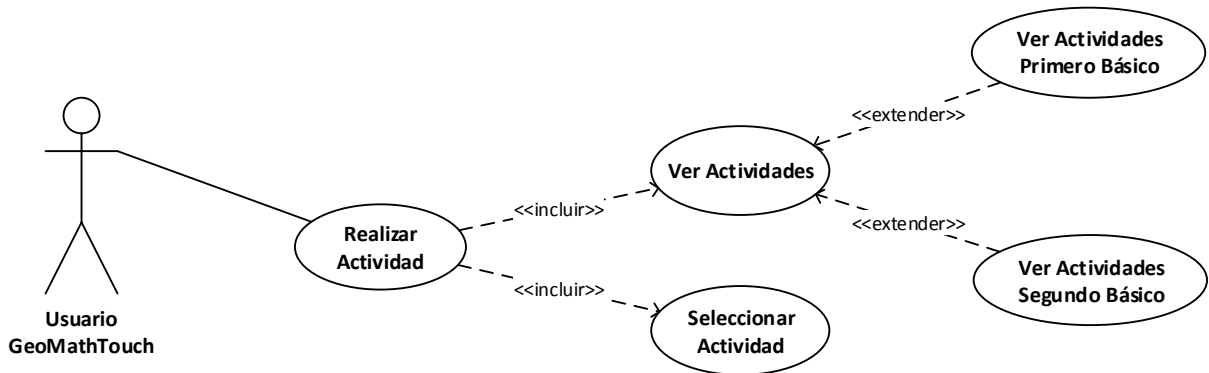 Ver Actividades
Primero Básico
<<extender>>
Ver Actividades
<<incluir>>
<<extender>>
Realizar
Actividad
Ver Actividades
Segundo Básico
<<incluir>>
Seleccionar
Actividad
Usuario
GeoMathTouch